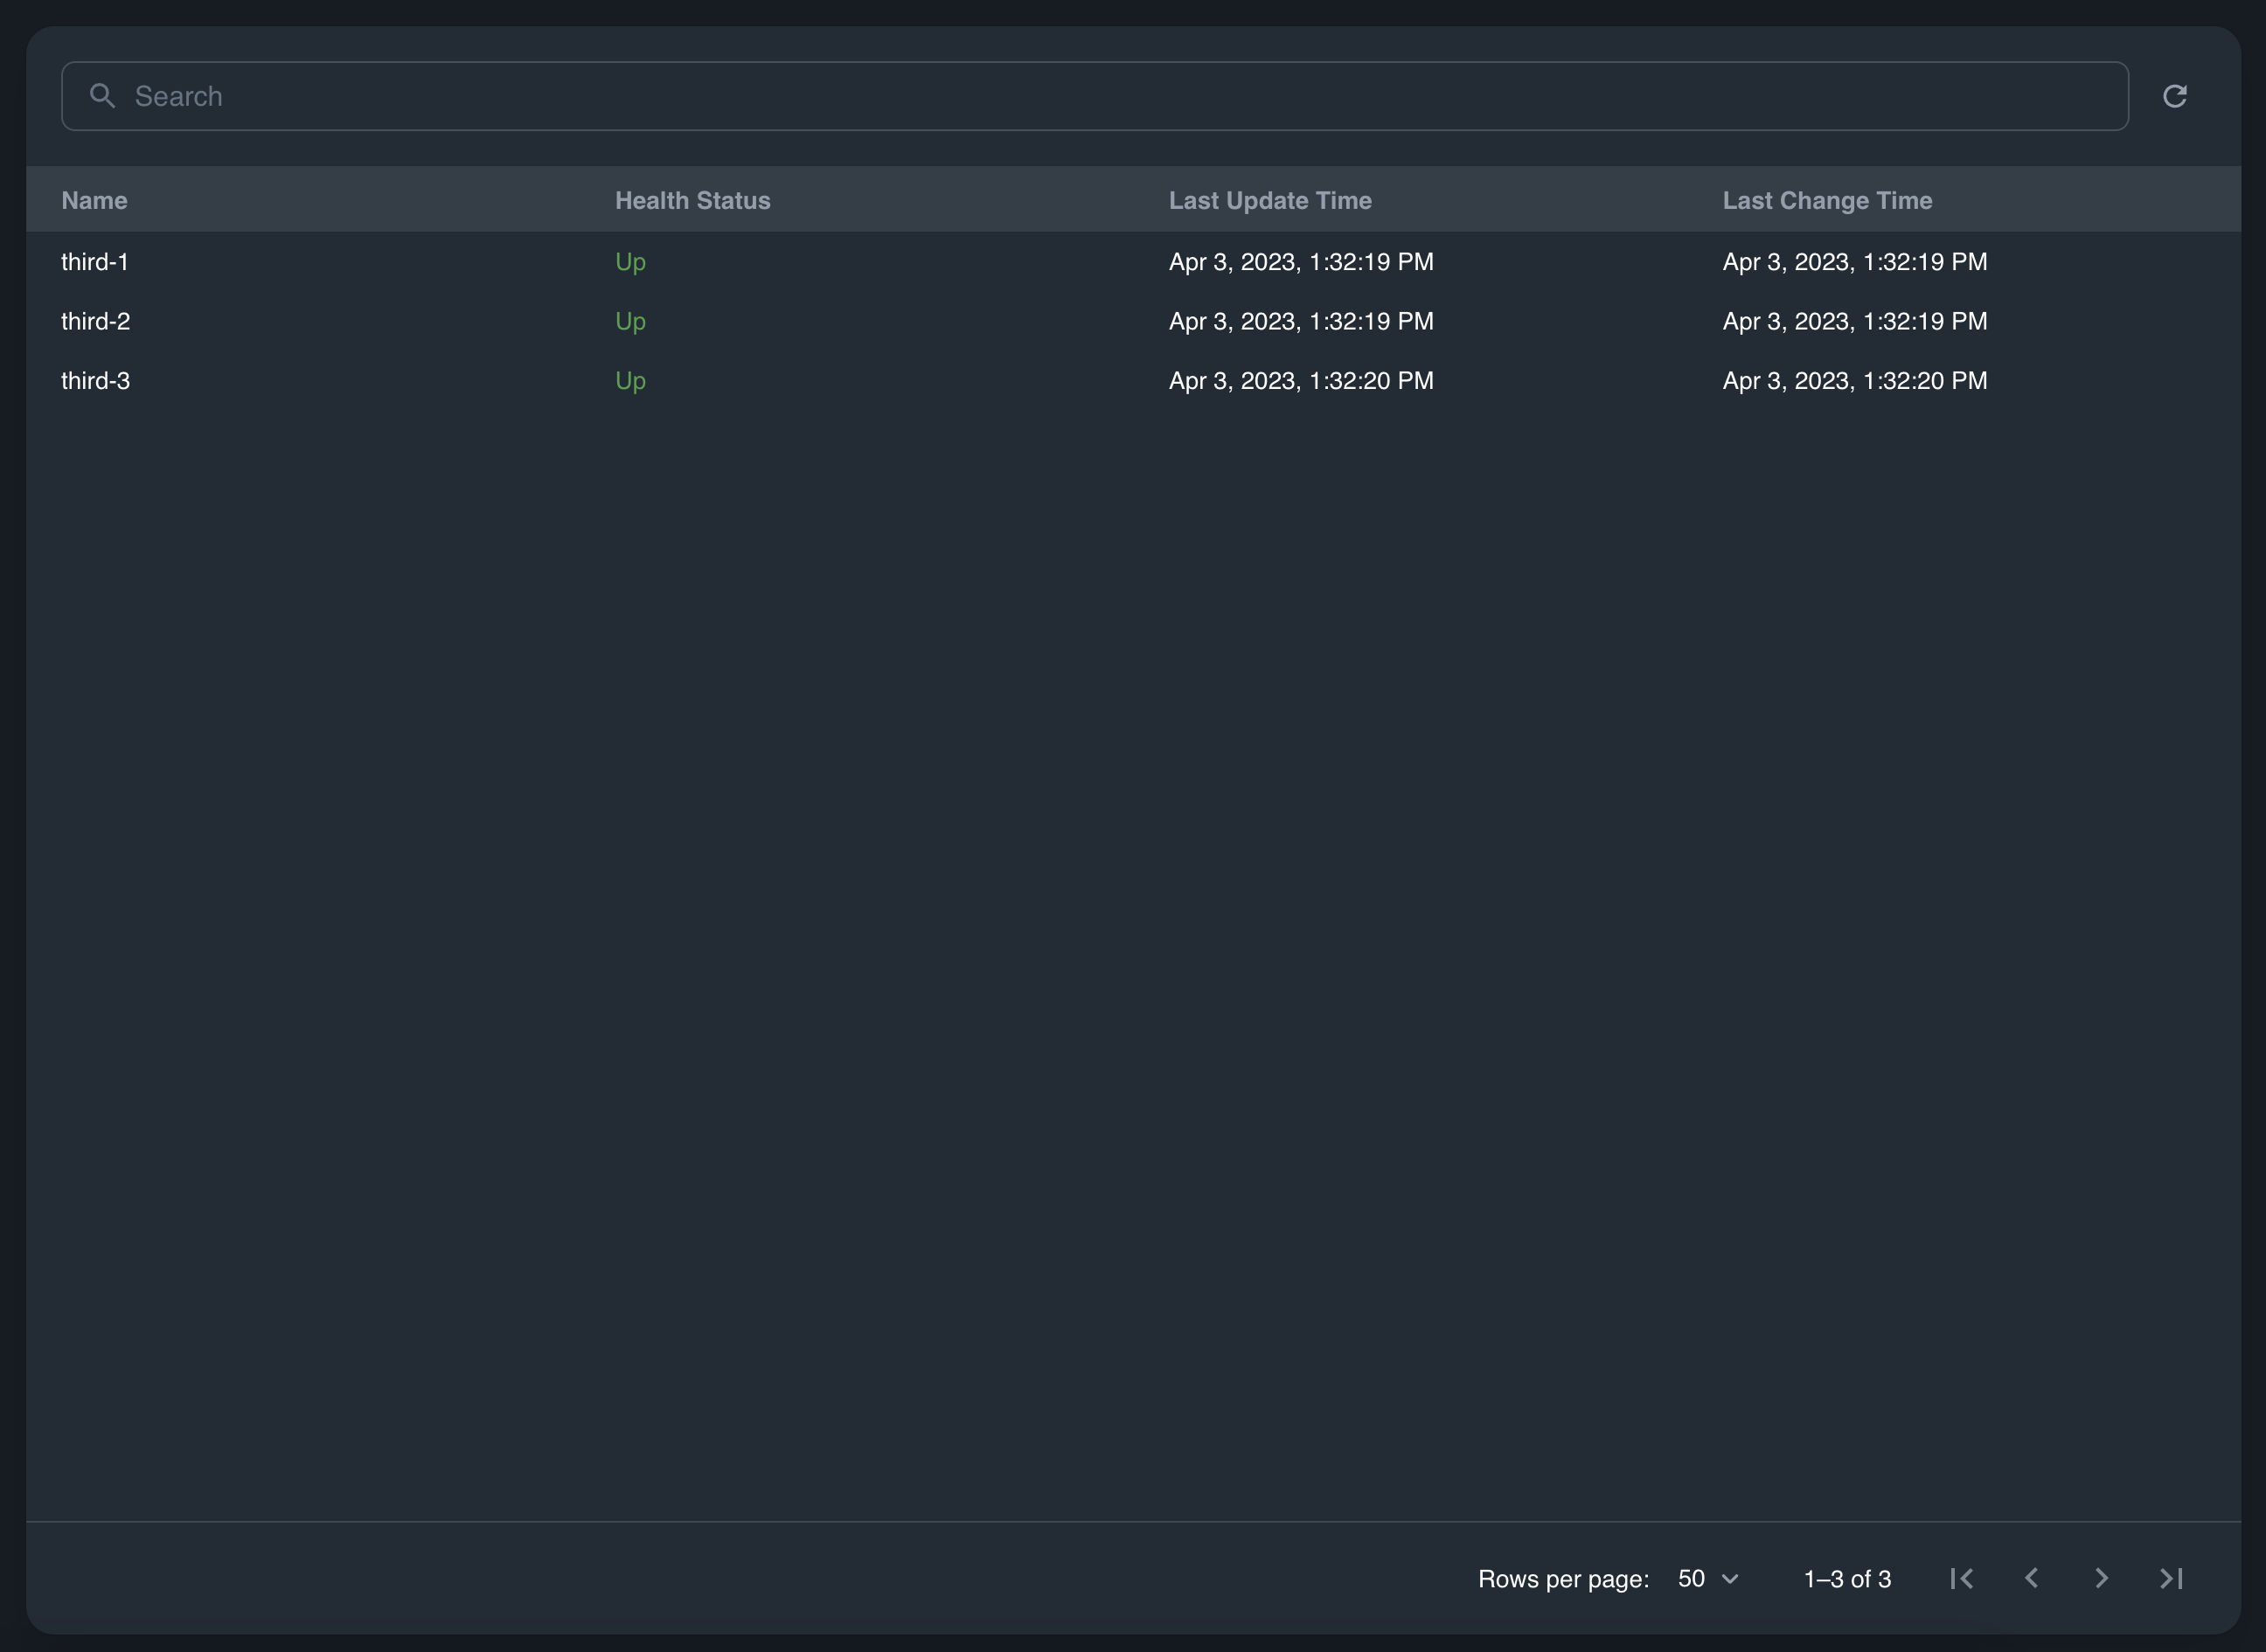 Search
Name Health Status Last Update Time Last Change Time
third-1 Up Apr 3, 2023, 1:32:19 PM Apr 3, 2023, 1:32:19 PM
third-2 Up Apr 3, 2023, 1:32:19 PM Apr 3, 2023, 1:32:19 PM
third-3 Up Apr 3, 2023, 1:32:20 PM Apr 3, 2023, 1:32:20 PM
Rows per page: 50 1–3 of 3